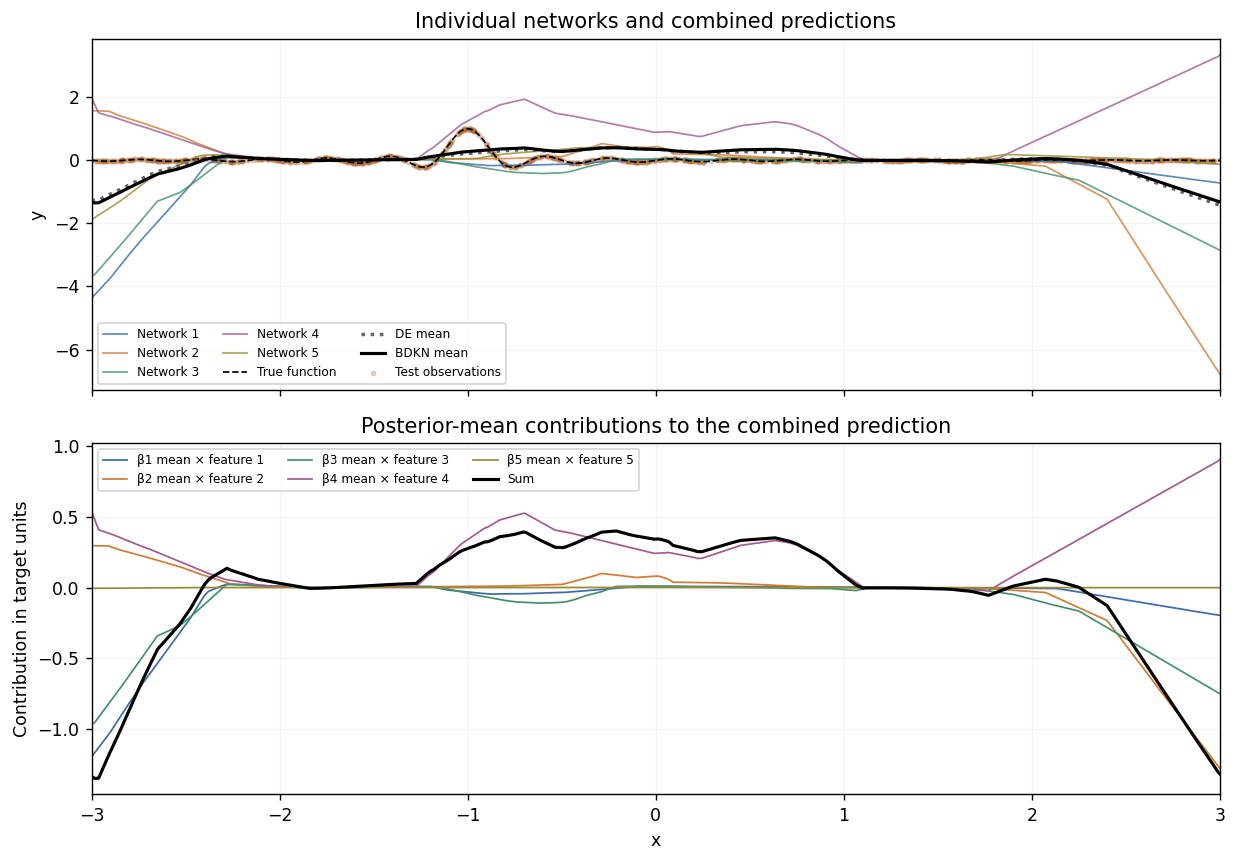 Individual networks and combined predictions
2
0
−2
−4
−6
y
Network 1
Network 2
Network 3
Network 4
Network 5
True function
DE mean
BDKN mean
Test observations
Posterior-mean contributions to the combined prediction
1.0
0.5
0.0
−0.5
−1.0
Contribution in target units
β1 mean × feature 1
β2 mean × feature 2
β3 mean × feature 3
β4 mean × feature 4
β5 mean × feature 5
Sum
−3 −2 −1 0 1 2 3
x